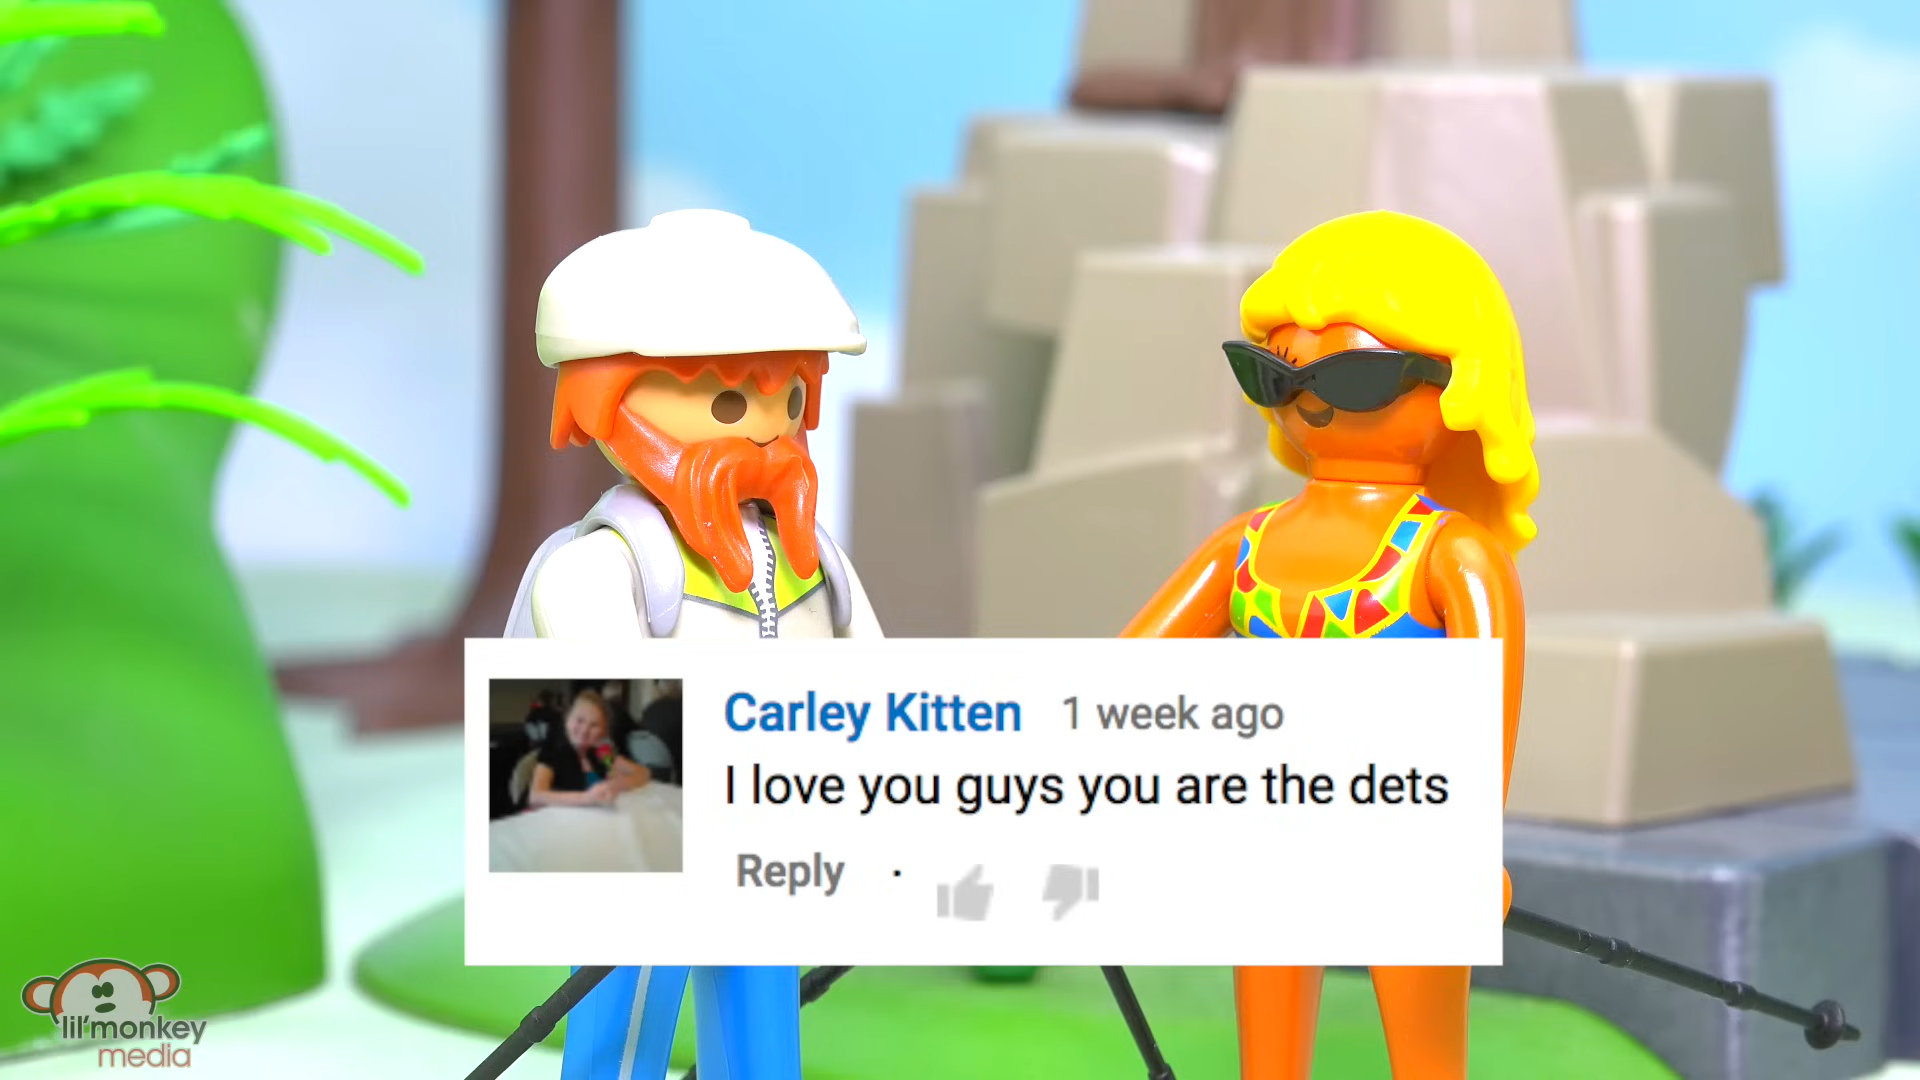 Carley Kitten 1 week ago
I love you guys you are the dets
Reply ·
lil'monkey
media